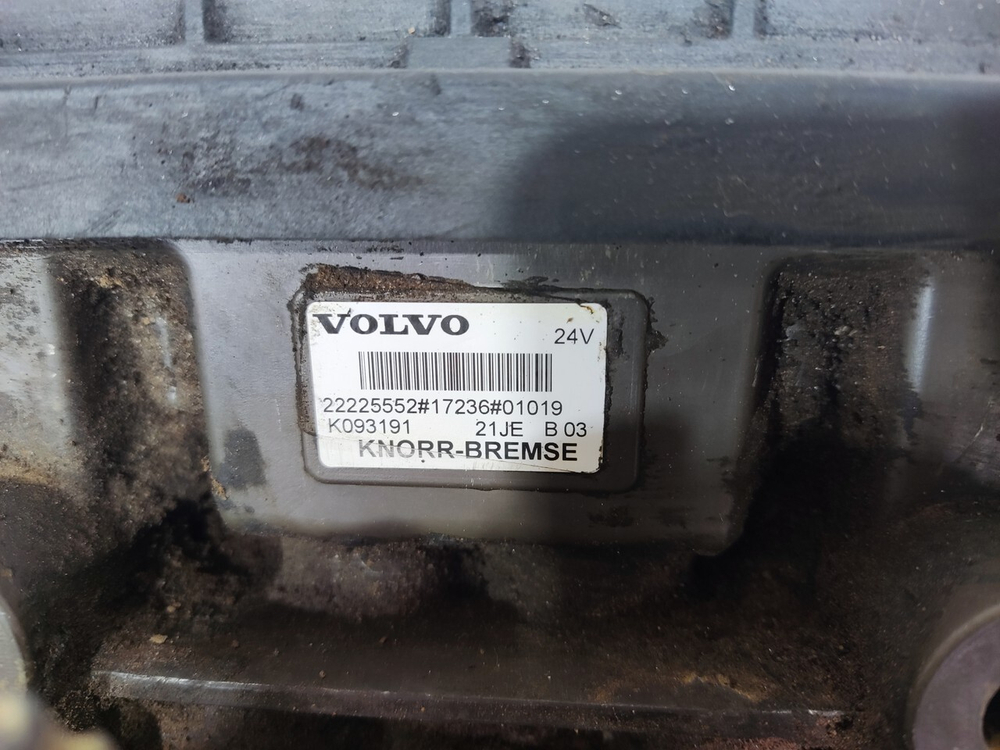 VOLVO
24V
22225552#17236#01019
K093191 21JE B 03
KNORR-BREMSE